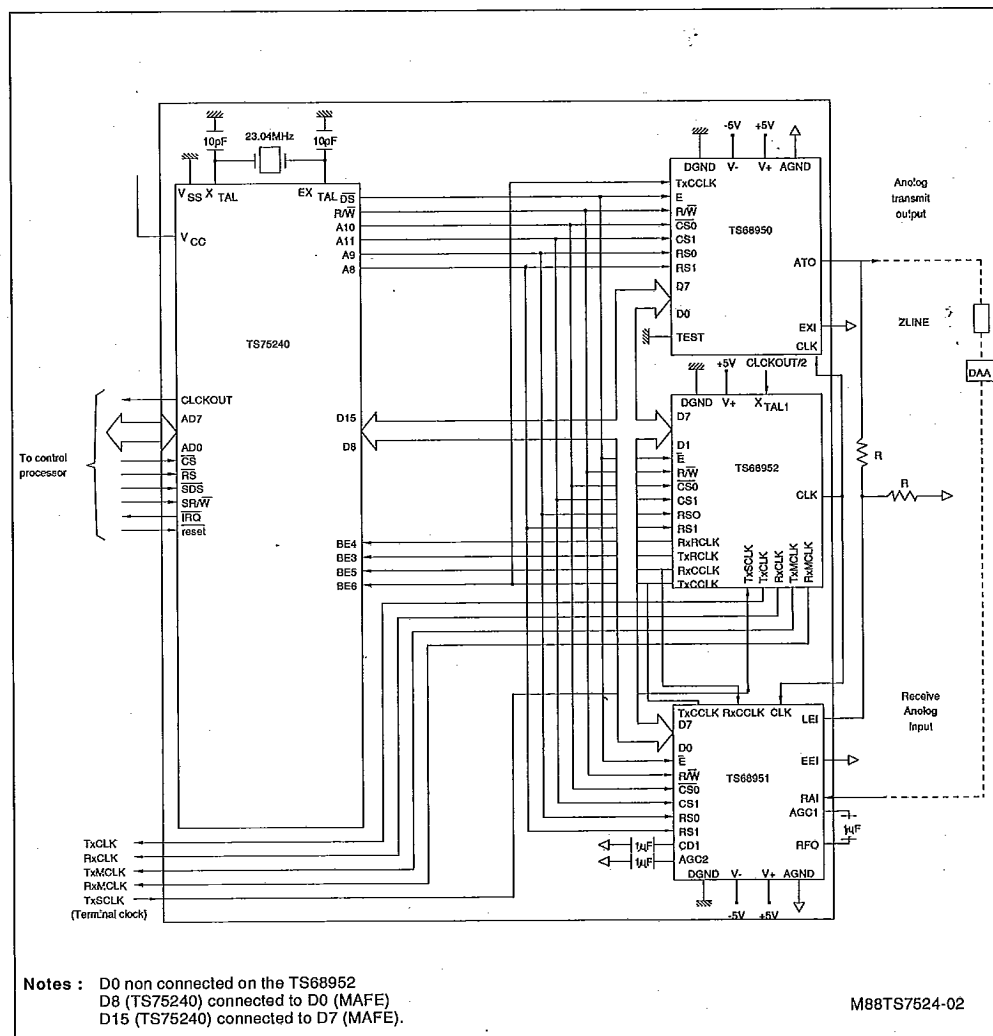 10pF
23.04MHz
10pF
VSS
XTAL
EXTAL
VCC
DS
R/W
A10
A11
A9
A8
TS75240
CLCKOUT
AD7
AD0
CS
RS
SDS
SR/W
IRQ
reset
To control
processor
D15
D8
BE4
BE3
BE5
BE6
-5V
+5V
DGND
V-
V+
AGND
TxCCLK
E
R/W
CS0
CS1
RS0
RS1
D7
D0
TEST
TS68950
ATO
EXI
CLK
Analog
transmit
output
ZLINE
DAA
+5V
CLCKOUT/2
DGND
V+
XTAL1
D7
D1
E
R/W
CS0
CS1
RSO
RS1
RxRCLK
TxRCLK
RxCCLK
TxCCLK
TS68952
CLK
TxSCLK
TxCLK
RxCLK
TxMCLK
RxMCLK
R
R
TxCCLK
RxCCLK
CLK
D7
D0
E
R/W
CS0
CS1
RS0
RS1
CD1
AGC2
TS68951
LEI
EEI
RAI
AGC1
RFO
1µF
1µF
1µF
DGND
V-
V+
AGND
-5V
+5V
Receive
Analog
Input
TxCLK
RxCLK
TxMCLK
RxMCLK
TxSCLK
(Terminal clock)
Notes : D0 non connected on the TS68952
D8 (TS75240) connected to D0 (MAFE)
D15 (TS75240) connected to D7 (MAFE).
M88TS7524-02